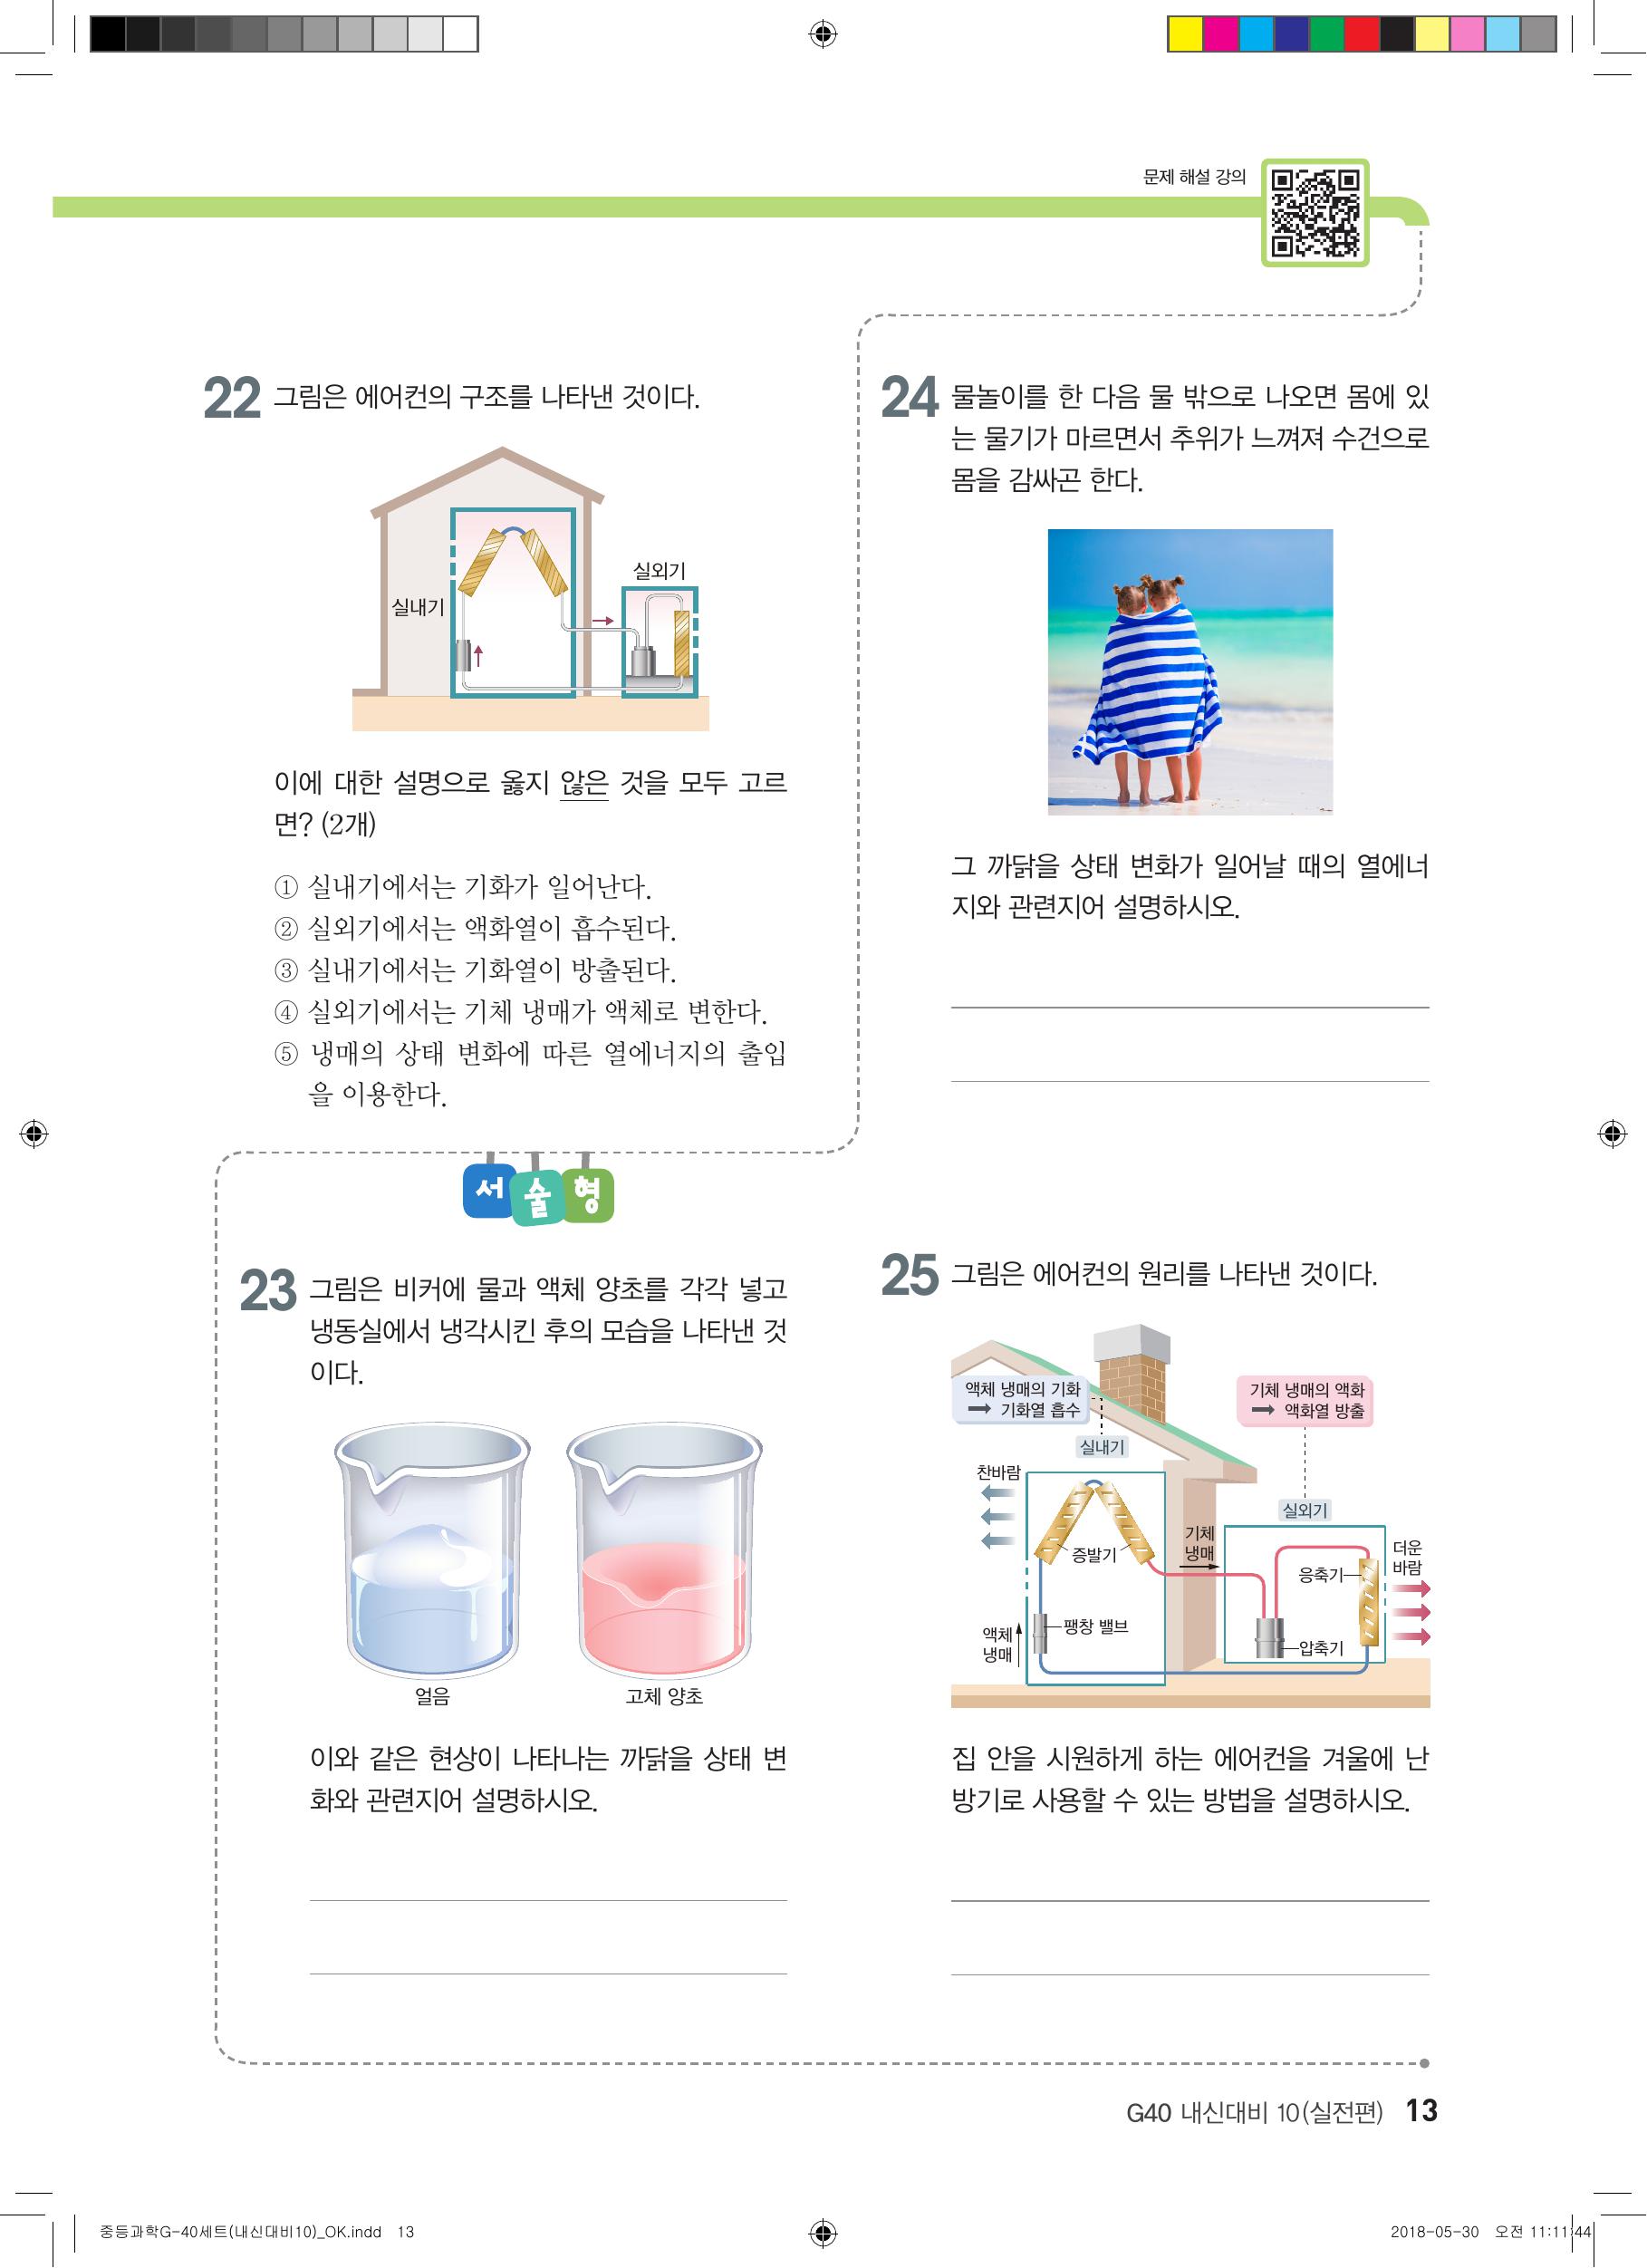 문제 해설 강의
22 그림은 에어컨의 구조를 나타낸 것이다.
실외기
실내기
이에 대한 설명으로 옳지 않은 것을 모두 고르
면? (2개)
① 실내기에서는 기화가 일어난다.
② 실외기에서는 액화열이 흡수된다.
③ 실내기에서는 기화열이 방출된다.
④ 실외기에서는 기체 냉매가 액체로 변한다.
⑤ 냉매의 상태 변화에 따른 열에너지의 출입
을 이용한다.
서술형
23 그림은 비커에 물과 액체 양초를 각각 넣고
냉동실에서 냉각시킨 후의 모습을 나타낸 것
이다.
얼음
고체 양초
이와 같은 현상이 나타나는 까닭을 상태 변
화와 관련지어 설명하시오.
24 물놀이를 한 다음 물 밖으로 나오면 몸에 있
는 물기가 마르면서 추위가 느껴져 수건으로
몸을 감싸곤 한다.
그 까닭을 상태 변화가 일어날 때의 열에너
지와 관련지어 설명하시오.
25 그림은 에어컨의 원리를 나타낸 것이다.
액체 냉매의 기화
➞ 기화열 흡수
기체 냉매의 액화
➞ 액화열 방출
실내기
찬바람
실외기
기체
냉매
더운
바람
증발기
응축기
팽창 밸브
액체
냉매
압축기
집 안을 시원하게 하는 에어컨을 겨울에 난
방기로 사용할 수 있는 방법을 설명하시오.
G40 내신대비 10(실전편) 13
중등과학G-40세트(내신대비10)_OK.indd 13
2018-05-30 오전 11:11:44